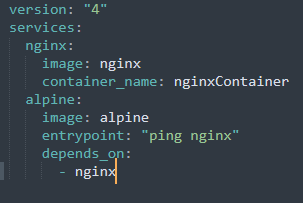 version: "4"
services:
  nginx:
    image: nginx
    container_name: nginxContainer
  alpine:
    image: alpine
    entrypoint: "ping nginx"
    depends_on:
      - nginx